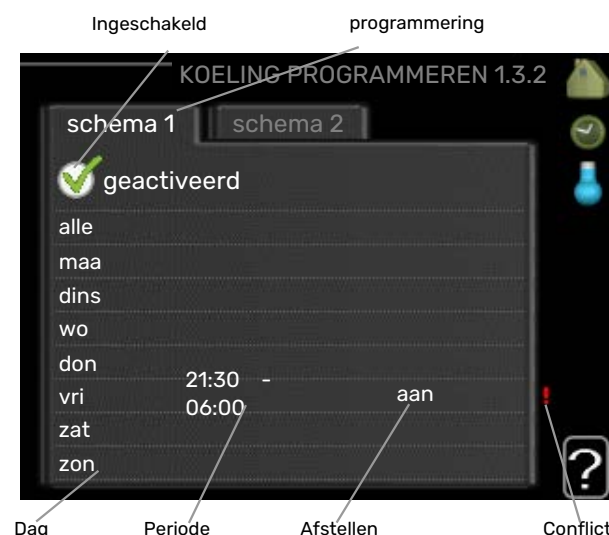 Ingeschakeld programmering
KOELING PROGRAMMEREN 1.3.2
schema 1 schema 2
geactiveerd
alle
maa
dins
wo
don
21:30 -
vri aan !
06:00
zat
zon
?
Dag Periode Afstellen Conflict